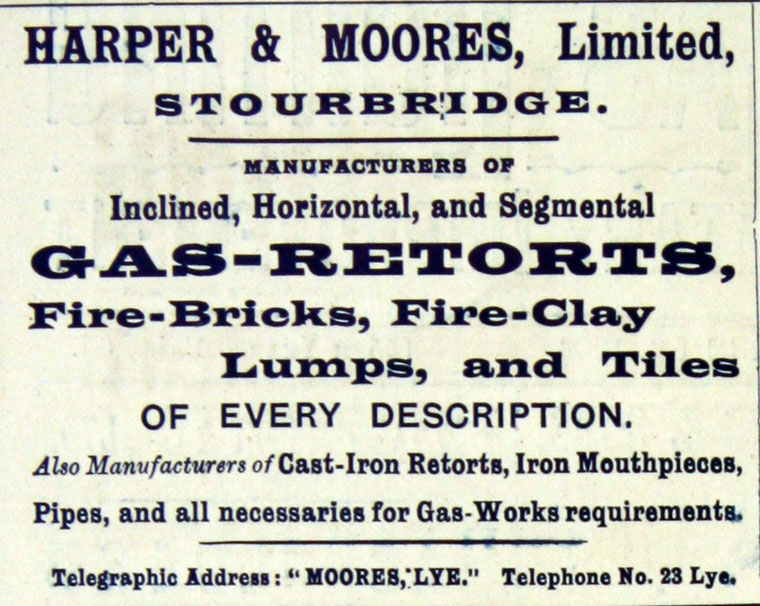 HARPER & MOORES, Limited,
STOURBRIDGE.
MANUFACTURERS OF
Inclined, Horizontal, and Segmental
GAS-RETORTS,
Fire-Bricks, Fire-Clay
Lumps, and Tiles
OF EVERY DESCRIPTION.
Also Manufacturers of Cast-Iron Retorts, Iron Mouthpieces,
Pipes, and all necessaries for Gas-Works requirements.
Telegraphic Address: "MOORES, LYE." Telephone No. 23 Lye.